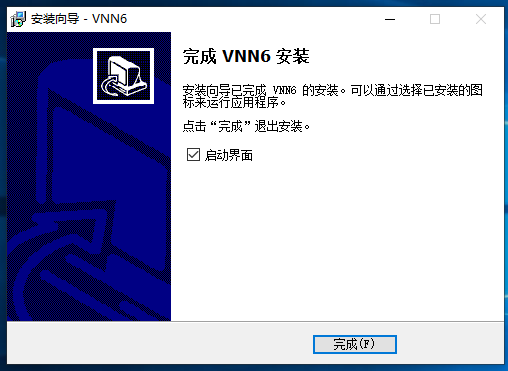 安装向导 - VNN6
完成 VNN6 安装
安装向导已完成 VNN6 的安装。可以通过选择已安装的图
标来运行应用程序。
点击“完成”退出安装。
启动界面
完成(F)